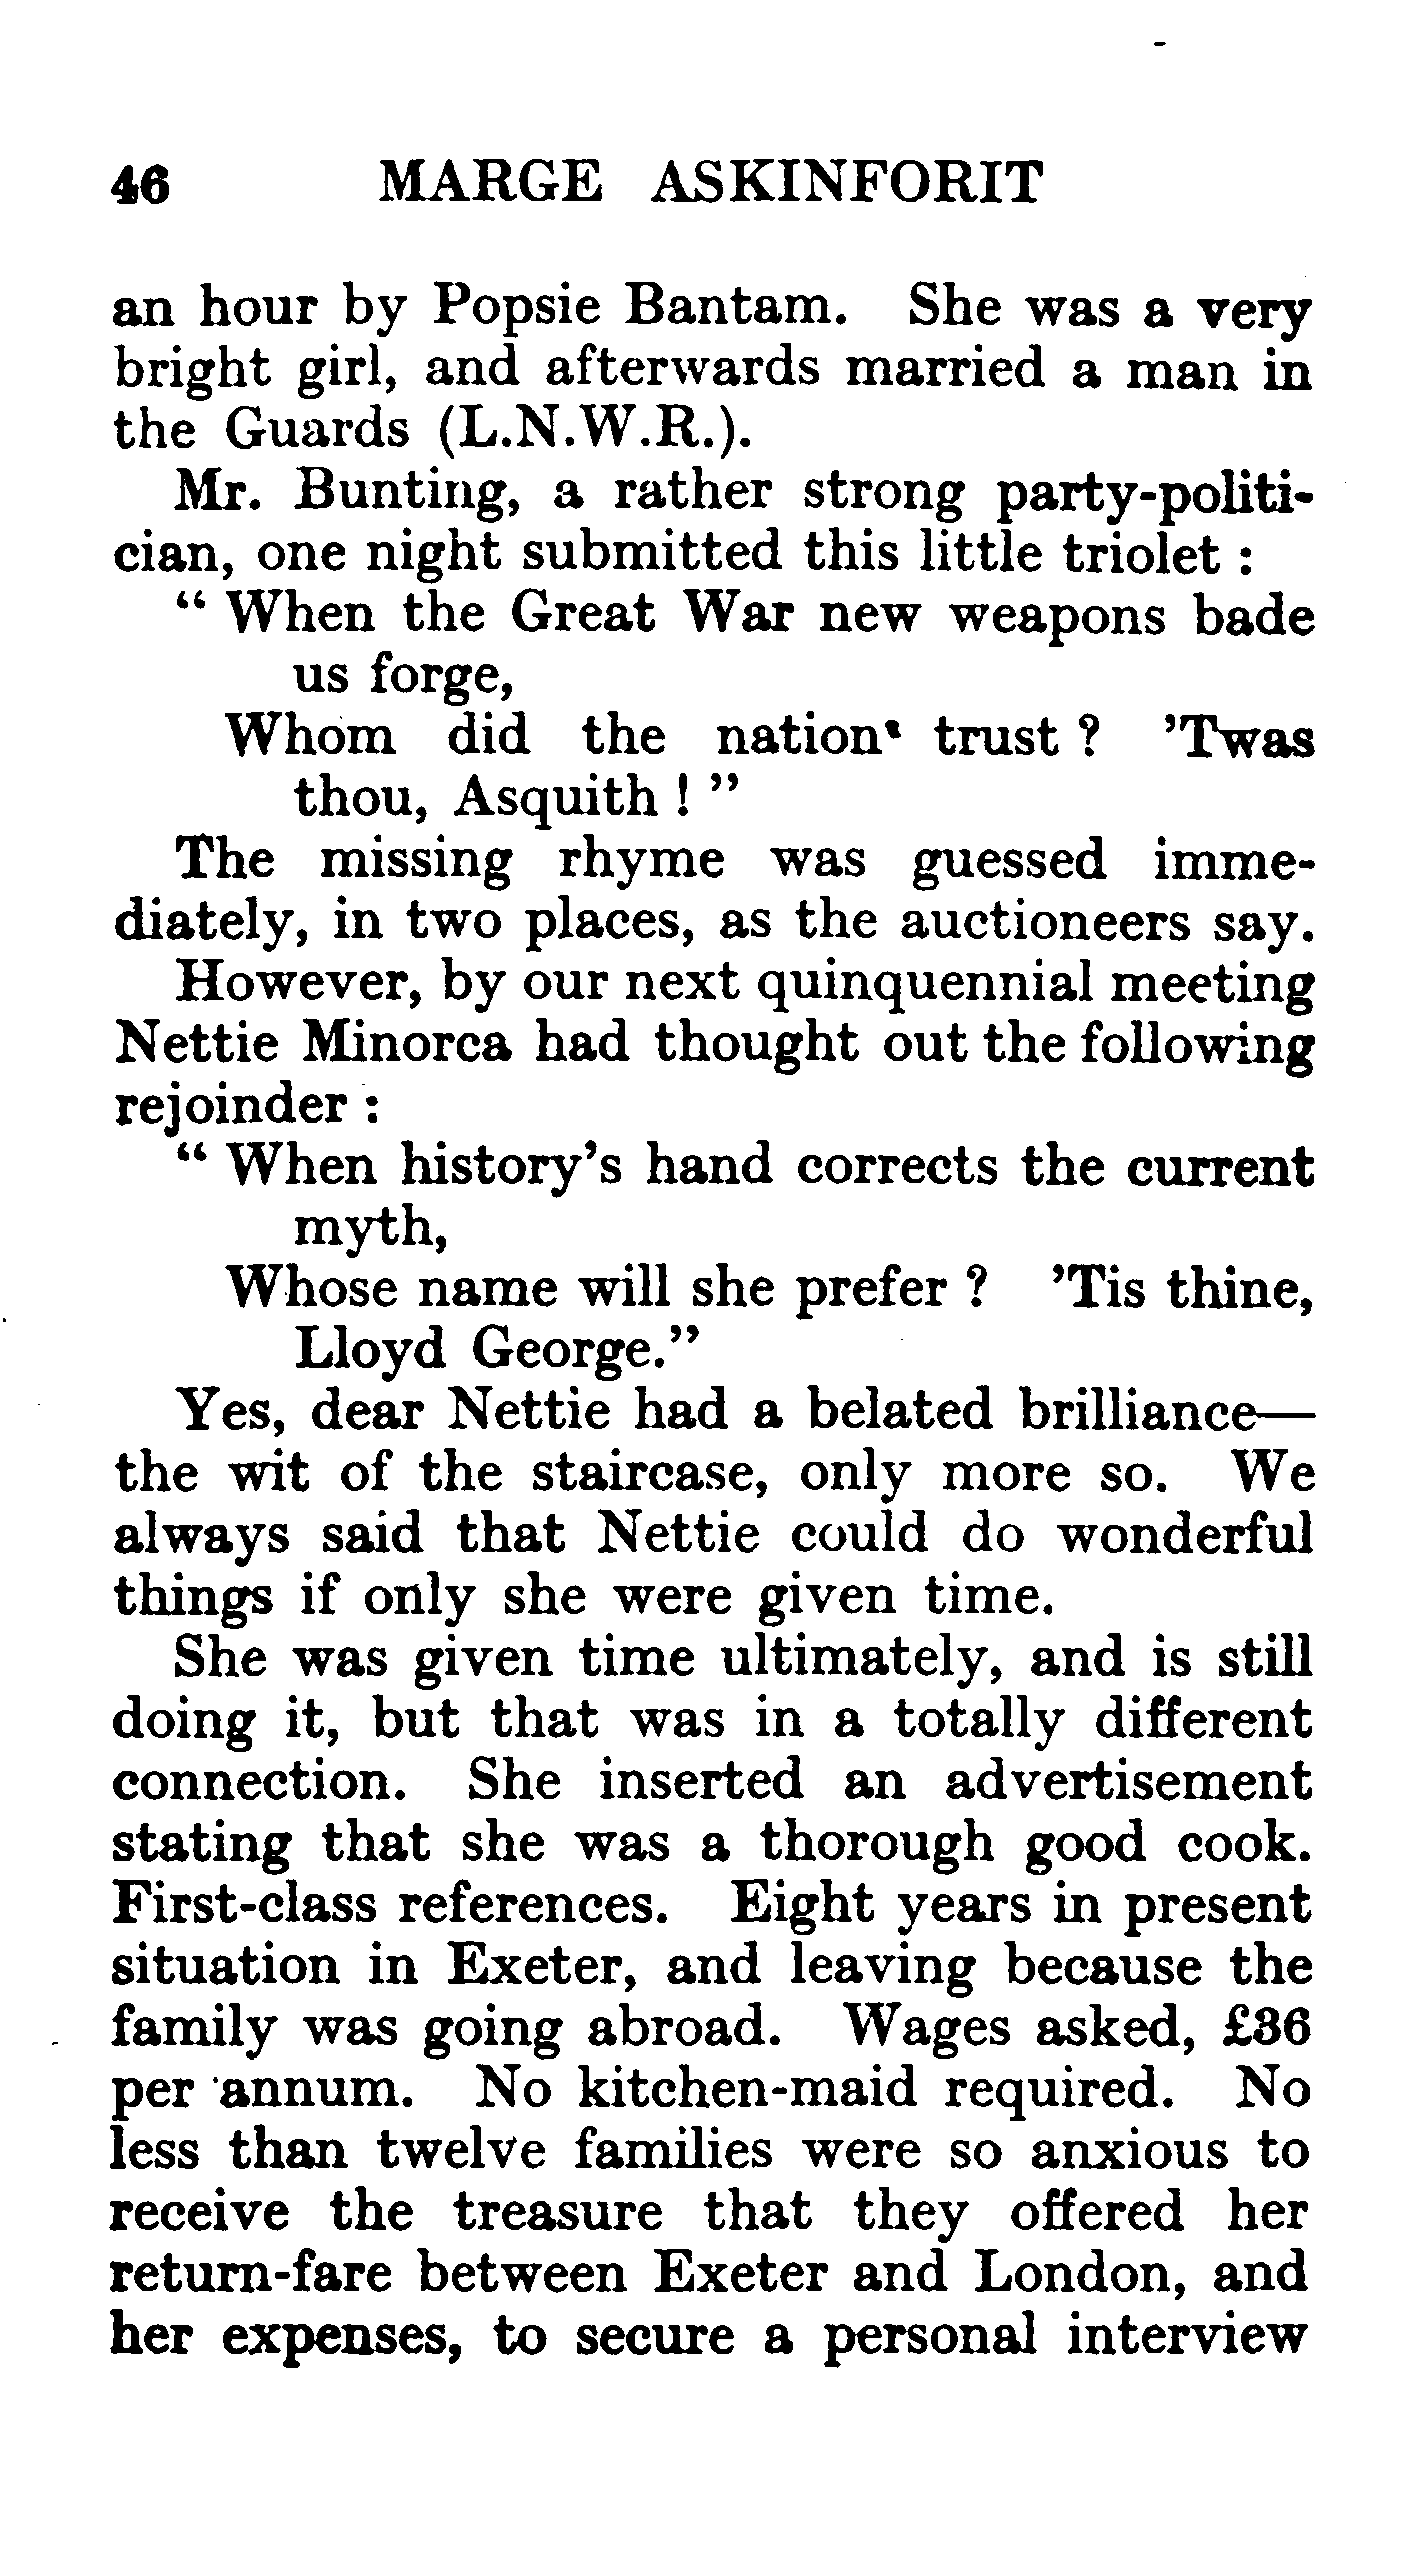 46 MARGE ASKINFORIT
an hour by Popsie Bantam. She was a very
bright girl, and afterwards married a man in
the Guards (L.N.W.R.).
Mr. Bunting, a rather strong party-politi-
cian, one night submitted this little triolet :
“ When the Great War new weapons bade
us forge,
Whom did the nation trust ? ’Twas
thou, Asquith ! ”
The missing rhyme was guessed imme-
diately, in two places, as the auctioneers say.
However, by our next quinquennial meeting
Nettie Minorca had thought out the following
rejoinder :
“ When history’s hand corrects the current
myth,
Whose name will she prefer ? ’Tis thine,
Lloyd George.”
Yes, dear Nettie had a belated brilliance—
the wit of the staircase, only more so. We
always said that Nettie could do wonderful
things if only she were given time.
She was given time ultimately, and is still
doing it, but that was in a totally different
connection. She inserted an advertisement
stating that she was a thorough good cook.
First-class references. Eight years in present
situation in Exeter, and leaving because the
family was going abroad. Wages asked, £36
per annum. No kitchen-maid required. No
less than twelve families were so anxious to
receive the treasure that they offered her
return-fare between Exeter and London, and
her expenses, to secure a personal interview